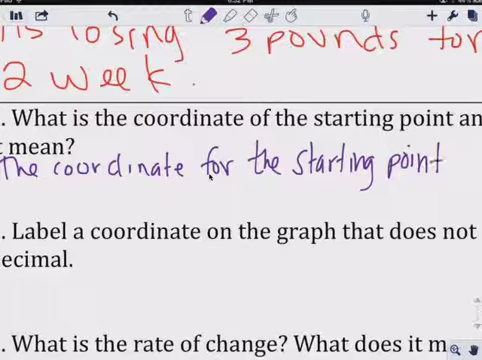 is losing 3 pounds for
2 week.
. What is the coordinate of the starting point an
t mean?
The coordinate for the starting point
. Label a coordinate on the graph that does not
ecimal.
. What is the rate of change? What does it m